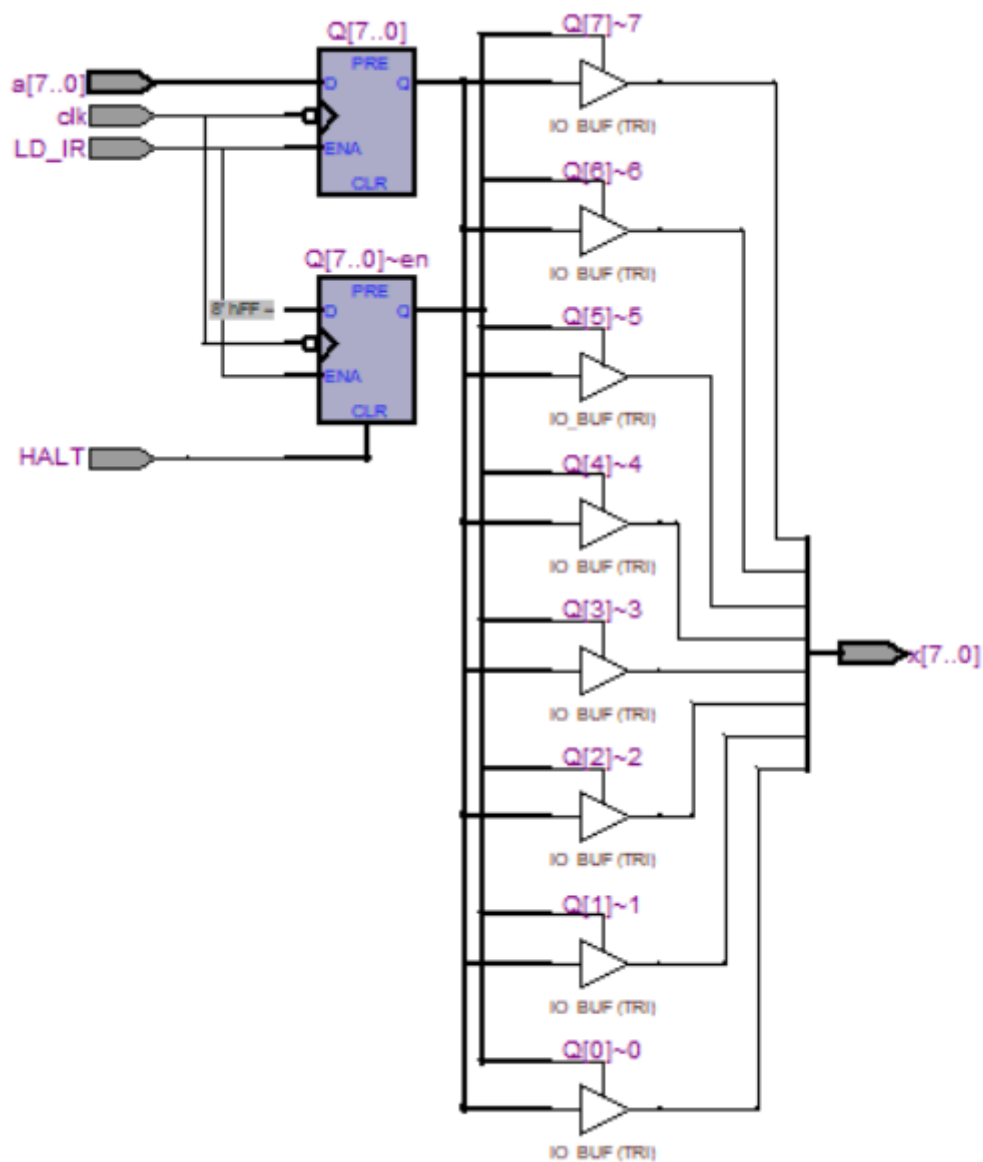 Q[7..0]
Q[7]~7
PRE
a[7..0]
D
Q
clk
IO_BUF (TRI)
LD_IR
ENA
CLR
Q[6]~6
Q[7..0]~en
IO_BUF (TRI)
PRE
8' hFF --
D
Q
Q[5]~5
ENA
CLR
IO_BUF (TRI)
HALT
Q[4]~4
IO_BUF (TRI)
Q[3]~3
x[7..0]
IO_BUF (TRI)
Q[2]~2
IO_BUF (TRI)
Q[1]~1
IO_BUF (TRI)
Q[0]~0
IO_BUF (TRI)